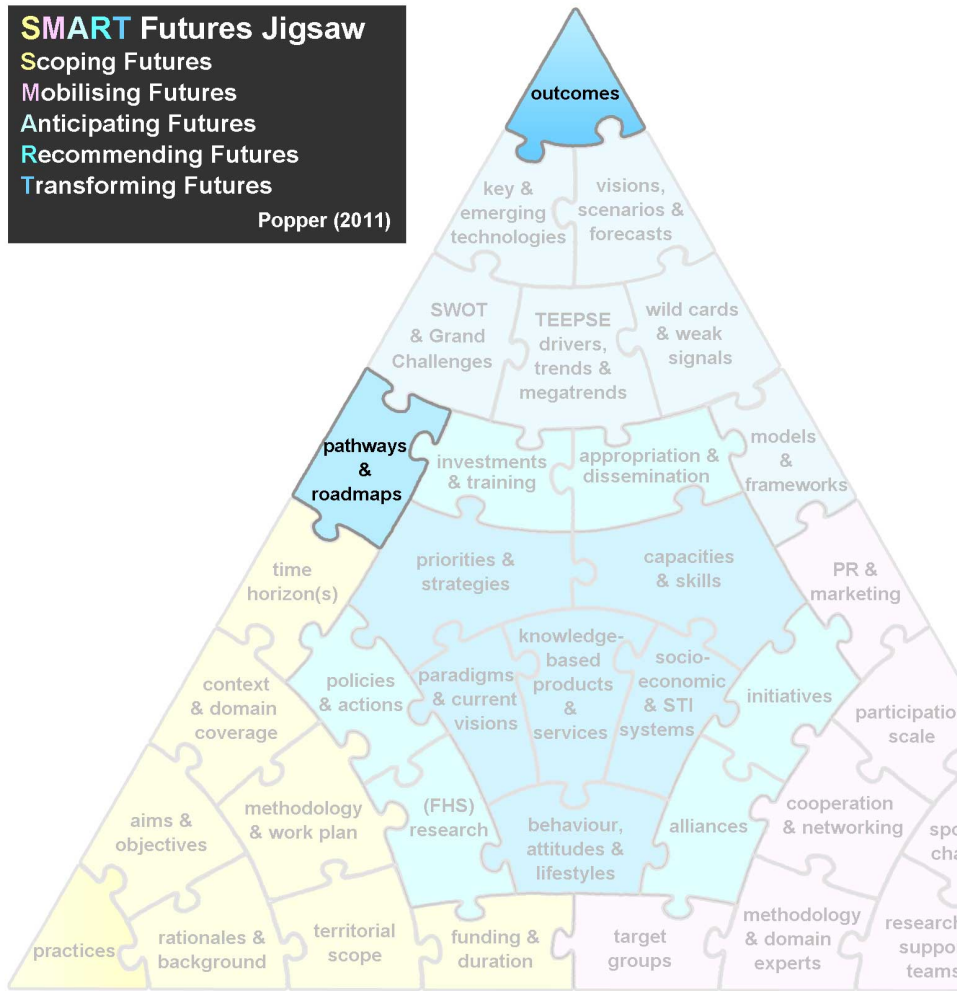 SMART Futures Jigsaw
Scoping Futures
Mobilising Futures
Anticipating Futures
Recommending Futures
Transforming Futures
Popper (2011)
outcomes
key &
emerging
technologies
visions,
scenarios &
forecasts
SWOT
& Grand
Challenges
TEEPSE
drivers,
trends &
megatrends
wild cards
& weak
signals
pathways
&
roadmaps
investments
& training
appropriation &
dissemination
models
&
frameworks
time
horizon(s)
priorities &
strategies
capacities
& skills
PR &
marketing
context
& domain
coverage
policies
& actions
paradigms
& current
visions
knowledge-
based
products
&
services
socio-
economic
& STI
systems
initiatives
participatio
scale
aims &
objectives
methodology
& work plan
(FHS)
research
behaviour,
attitudes &
lifestyles
alliances
cooperation
& networking
spo
cha
practices
rationales &
background
territorial
scope
funding &
duration
target
groups
methodology
& domain
experts
research
suppo
teams